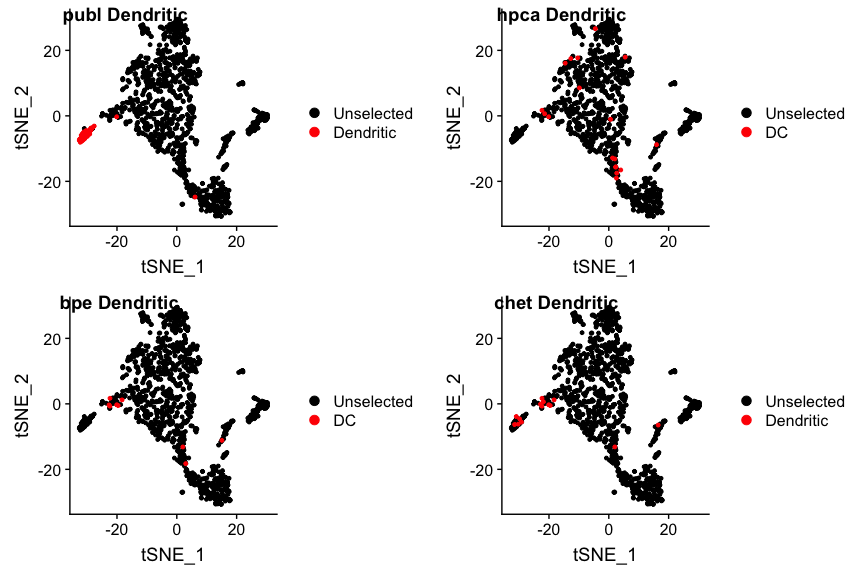 publ Dendritic
20
0
-20
tSNE_2
-20 0 20
tSNE_1
Unselected
Dendritic
hpca Dendritic
20
0
-20
tSNE_2
-20 0 20
tSNE_1
Unselected
DC
bpe Dendritic
20
0
-20
tSNE_2
-20 0 20
tSNE_1
Unselected
DC
chet Dendritic
20
0
-20
tSNE_2
-20 0 20
tSNE_1
Unselected
Dendritic